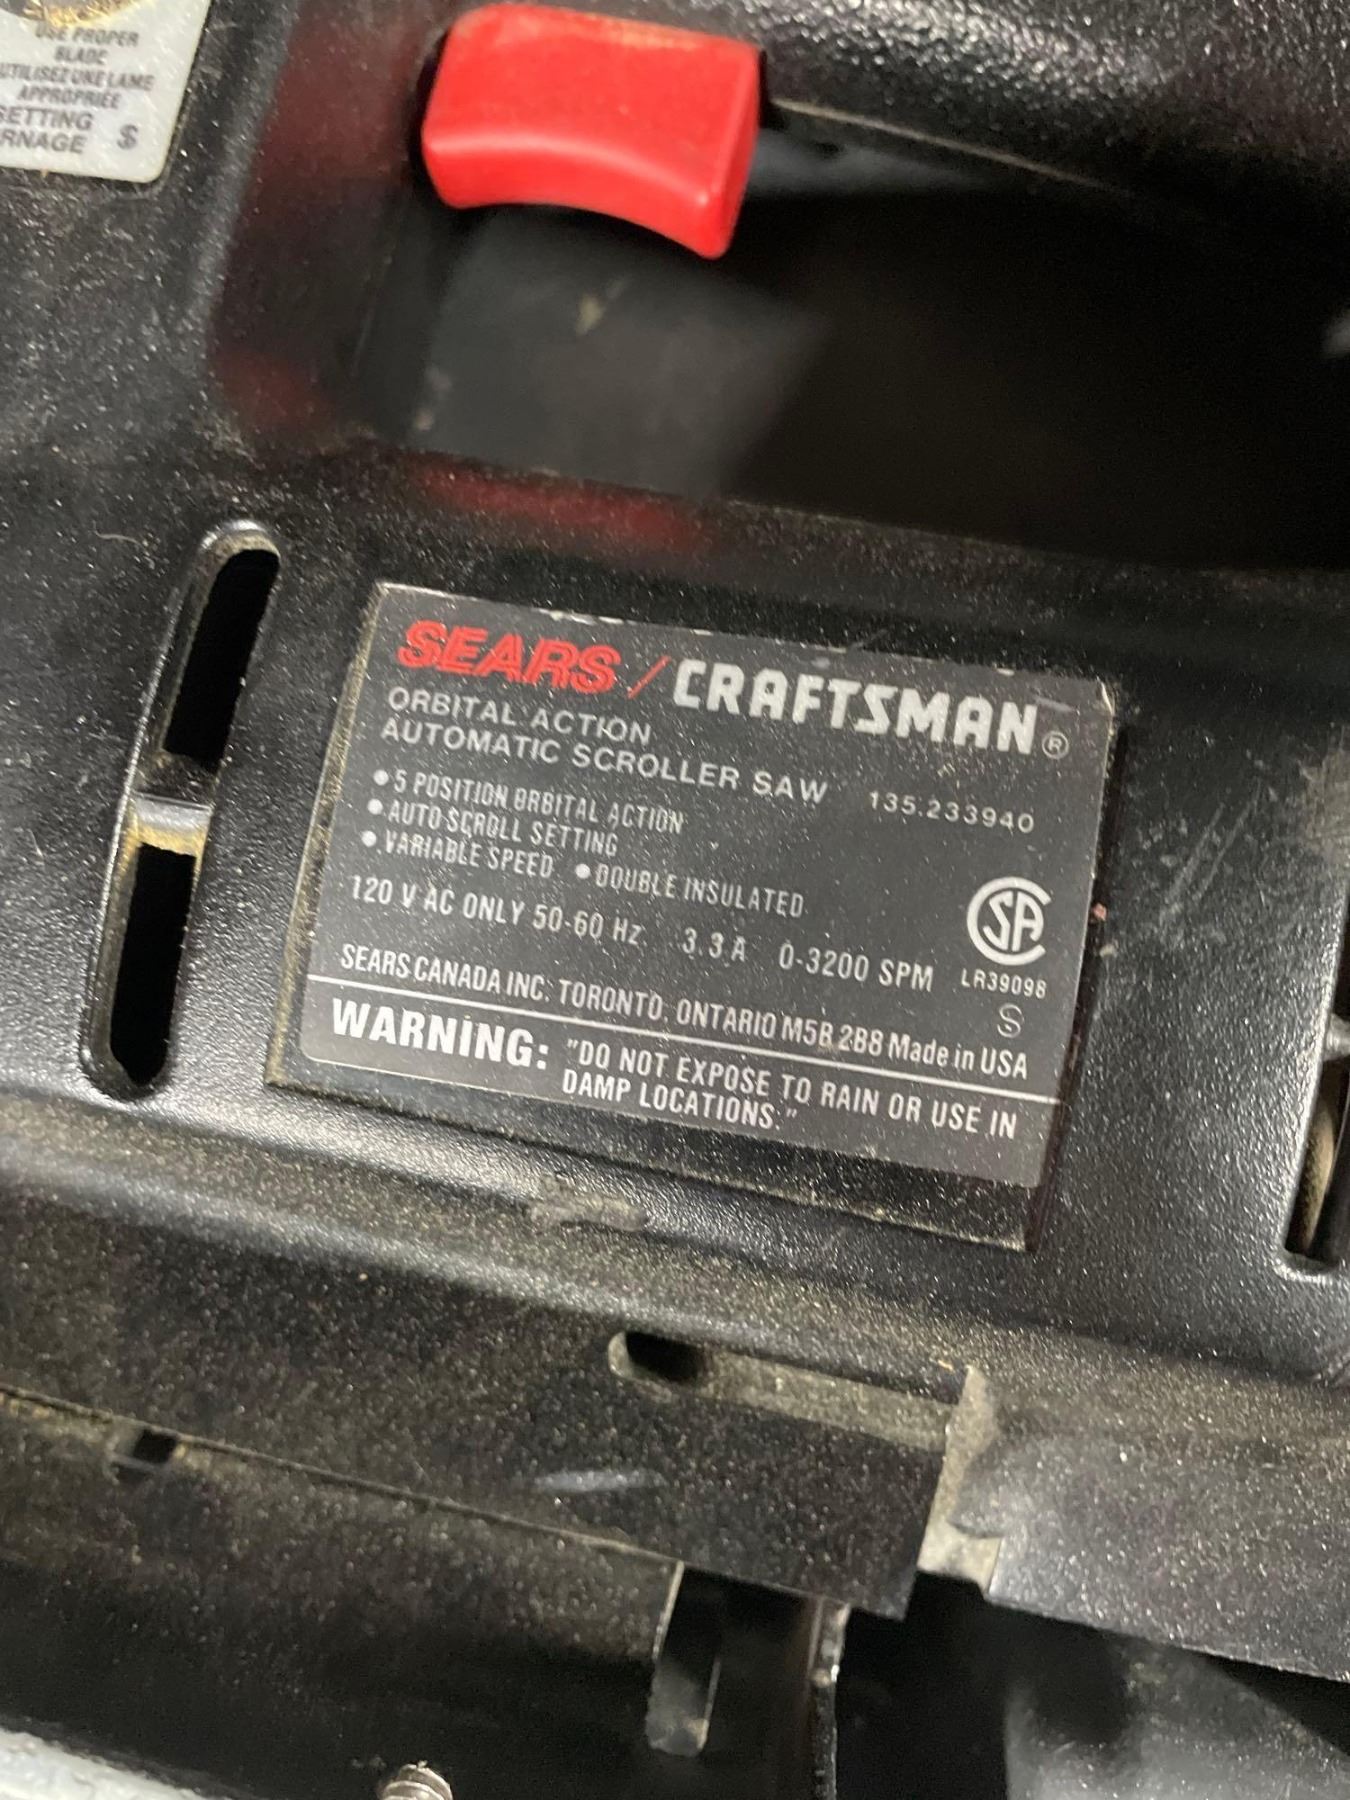 USE PROPER
BLADE
UTILISEZ UNE LAME
APPROPRIEE
SETTING
RNAGE S
SEARS / CRAFTSMAN ®
ORBITAL ACTION
AUTOMATIC SCROLLER SAW 135.233940
• 5 POSITION ORBITAL ACTION
• AUTO SCROLL SETTING
• VARIABLE SPEED • DOUBLE INSULATED
120 V AC ONLY 50-60 Hz 3.3 A 0-3200 SPM
SA
LR39098
S
SEARS CANADA INC. TORONTO, ONTARIO M5B 2B8 Made in USA
WARNING: "DO NOT EXPOSE TO RAIN OR USE IN
DAMP LOCATIONS."